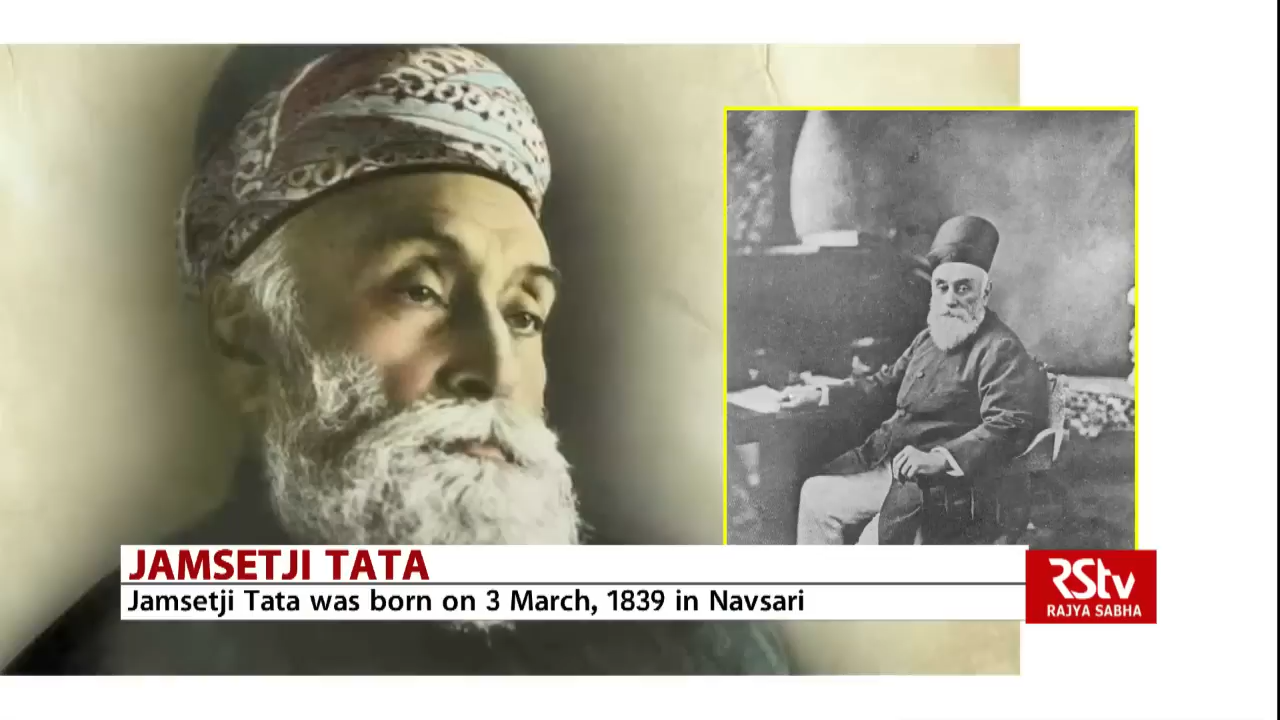 JAMSETJI TATA
Jamsetji Tata was born on 3 March, 1839 in Navsari
RStv
RAJYA SABHA